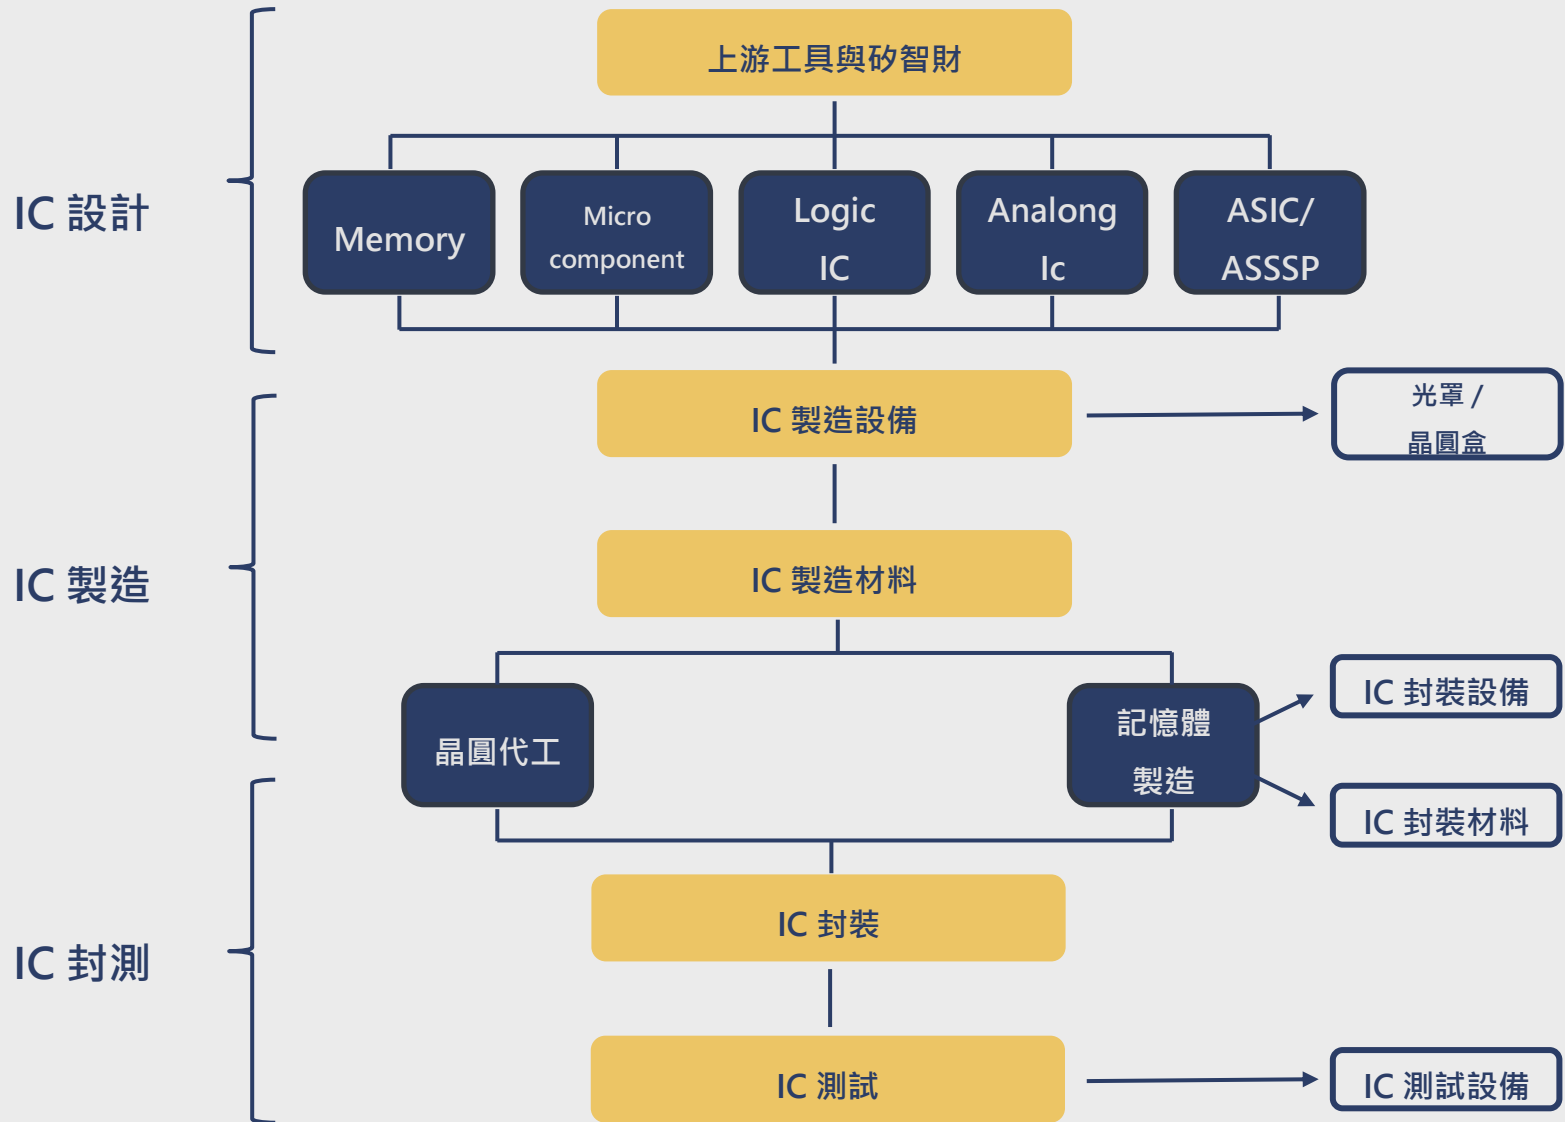 上游工具與矽智財
IC 設計
Memory
Micro
component
Logic
IC
Analong
Ic
ASIC/
ASSSP
IC 製造設備
光罩 /
晶圓盒
IC 製造
IC 製造材料
晶圓代工
記憶體
製造
IC 封裝設備
IC 封裝材料
IC 封測
IC 封裝
IC 測試
IC 測試設備